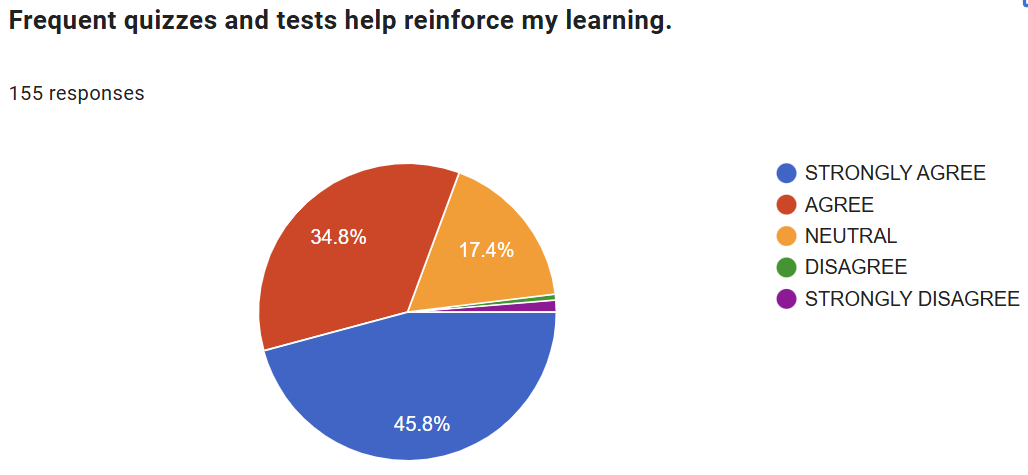 Frequent quizzes and tests help reinforce my learning.
155 responses
STRONGLY AGREE
AGREE
NEUTRAL
DISAGREE
STRONGLY DISAGREE
34.8%
17.4%
45.8%